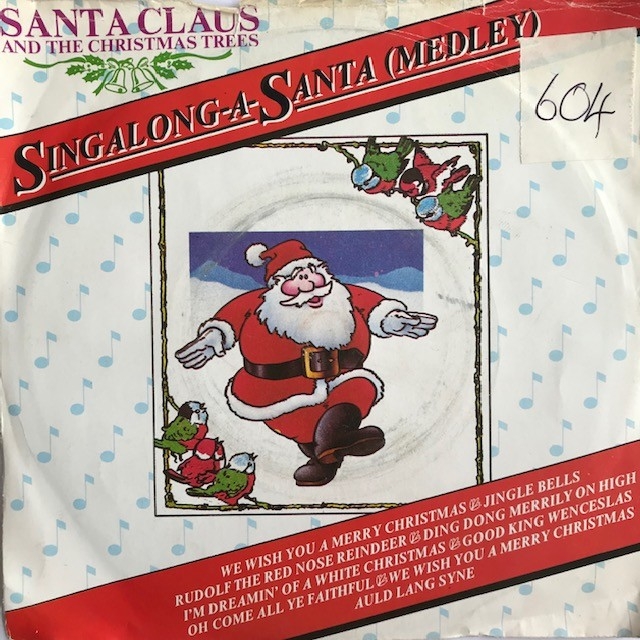 SANTA CLAUS
AND THE CHRISTMAS TREES
SINGALONG-A-SANTA (MEDLEY)
604
WE WISH YOU A MERRY CHRISTMAS & JINGLE BELLS
RUDOLF THE RED NOSE REINDEER & DING DONG MERRILY ON HIGH
I'M DREAMIN' OF A WHITE CHRISTMAS & GOOD KING WENCESLAS
OH COME ALL YE FAITHFUL & WE WISH YOU A MERRY CHRISTMAS
AULD LANG SYNE